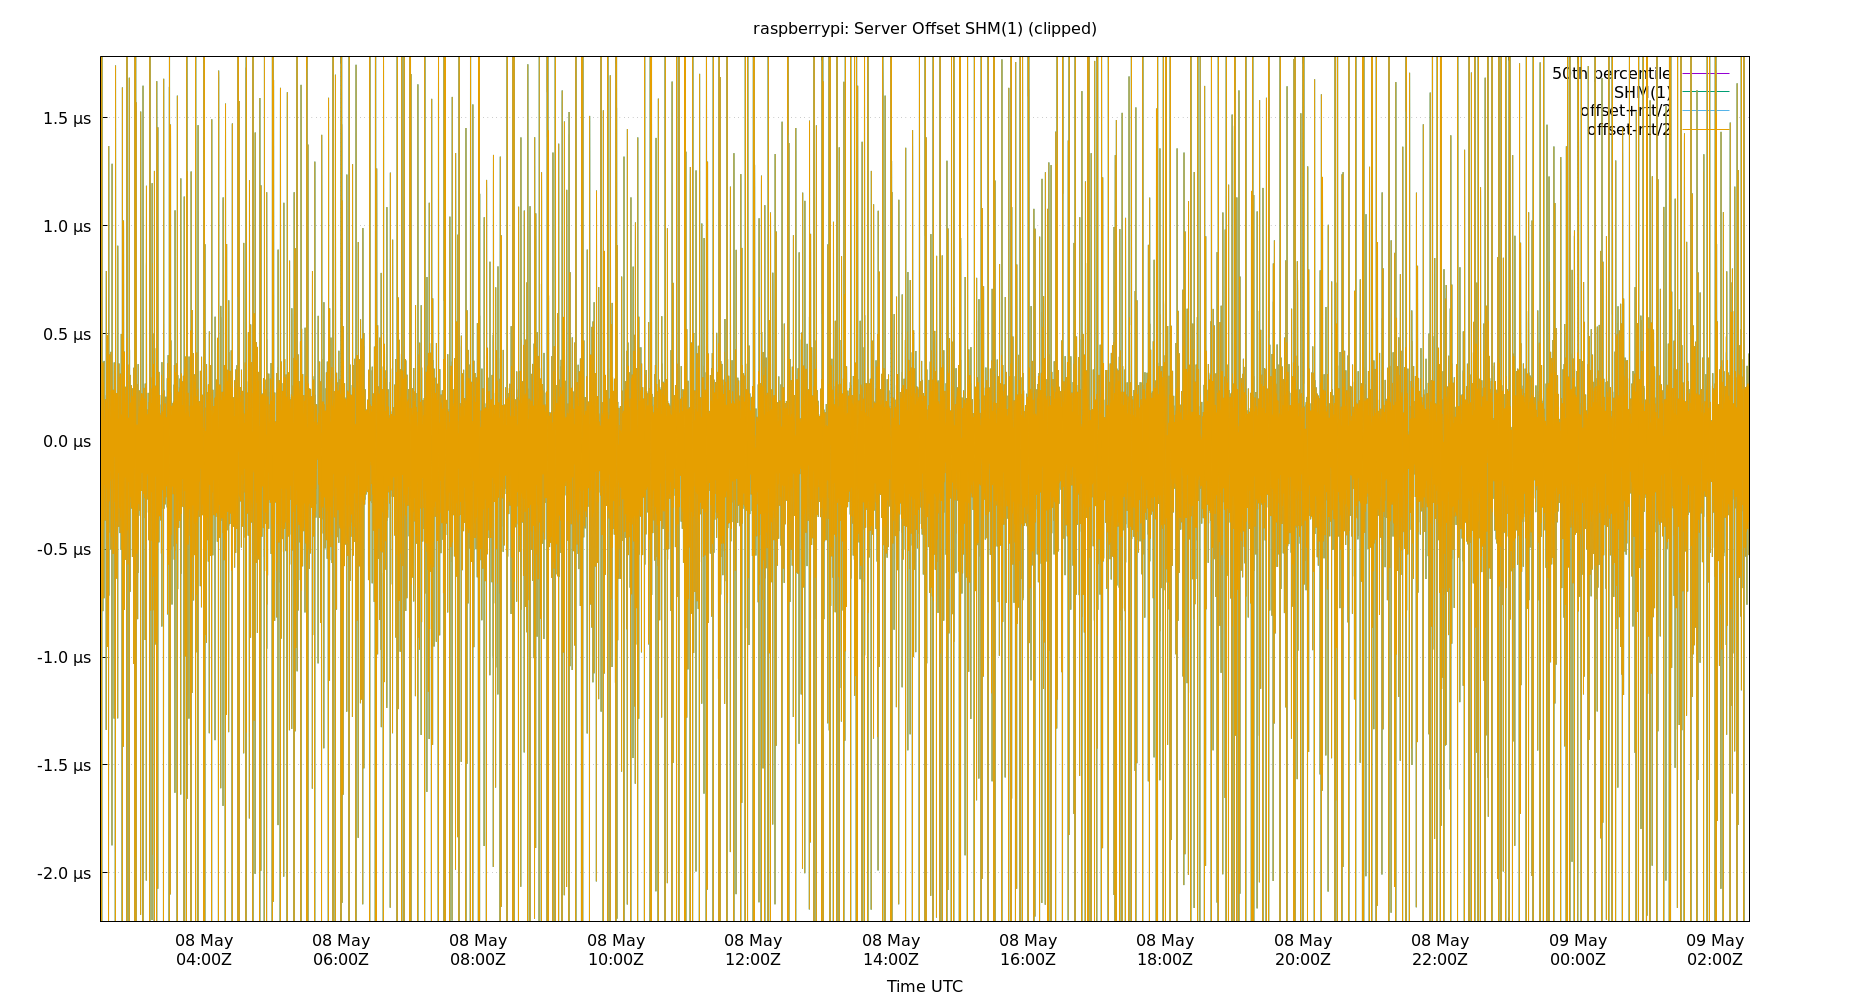 raspberrypi: Server Offset SHM(1) (clipped)
50th percentile
SHM(1)
offset+rtt/2
offset-rtt/2
1.5 µs
1.0 µs
0.5 µs
0.0 µs
-0.5 µs
-1.0 µs
-1.5 µs
-2.0 µs
08 May 08 May 08 May 08 May 08 May 08 May 08 May 08 May 08 May 08 May 09 May 09 May
04:00Z 06:00Z 08:00Z 10:00Z 12:00Z 14:00Z 16:00Z 18:00Z 20:00Z 22:00Z 00:00Z 02:00Z
Time UTC